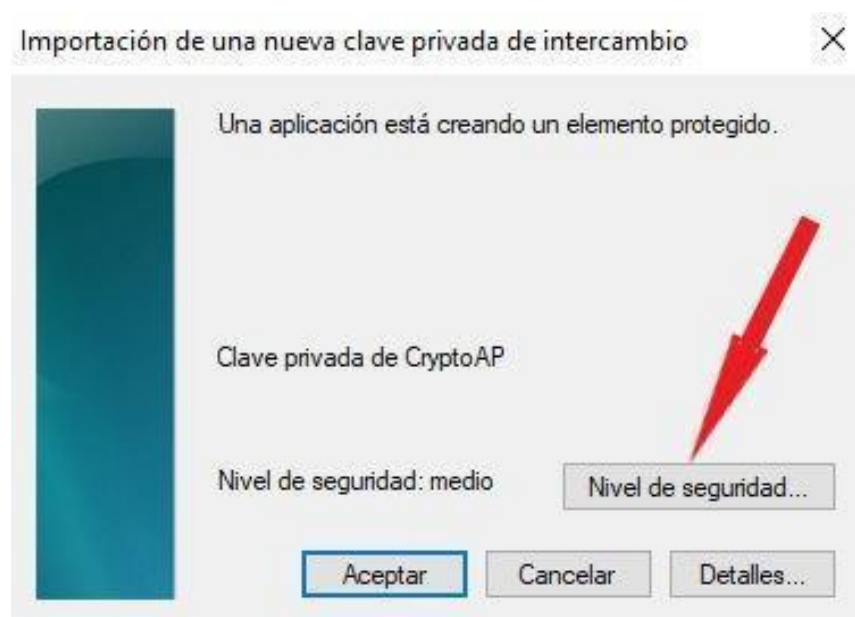 Importación de una nueva clave privada de intercambio
Una aplicación está creando un elemento protegido.
Clave privada de CryptoAP
Nivel de seguridad: medio
Nivel de seguridad...
Aceptar
Cancelar
Detalles...